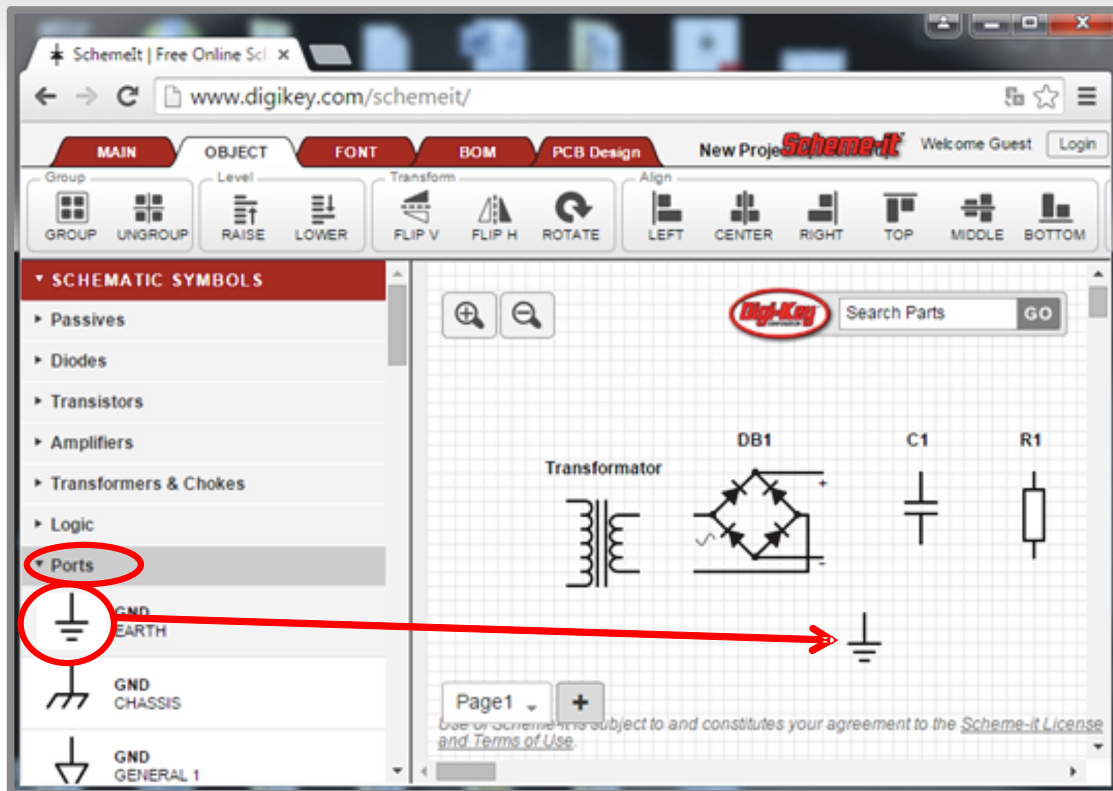 SchemeIt | Free Online Scl
www.digikey.com/schemeit/
MAIN OBJECT FONT BOM PCB Design New Proje Scheme-it Welcome Guest Login
Group Level Transform Align
GROUP UNGROUP RAISE LOWER FLIP V FLIP H ROTATE LEFT CENTER RIGHT TOP MIDDLE BOTTOM
SCHEMATIC SYMBOLS
Passives
Diodes
Transistors
Amplifiers
Transformers & Chokes
Logic
Ports
GND
EARTH
GND
CHASSIS
GND
GENERAL 1
Digi-Key Search Parts GO
DB1 C1 R1
Transformator
+
-
Page1 +
Use of Scheme-it is subject to and constitutes your agreement to the Scheme-it License
and Terms of Use.